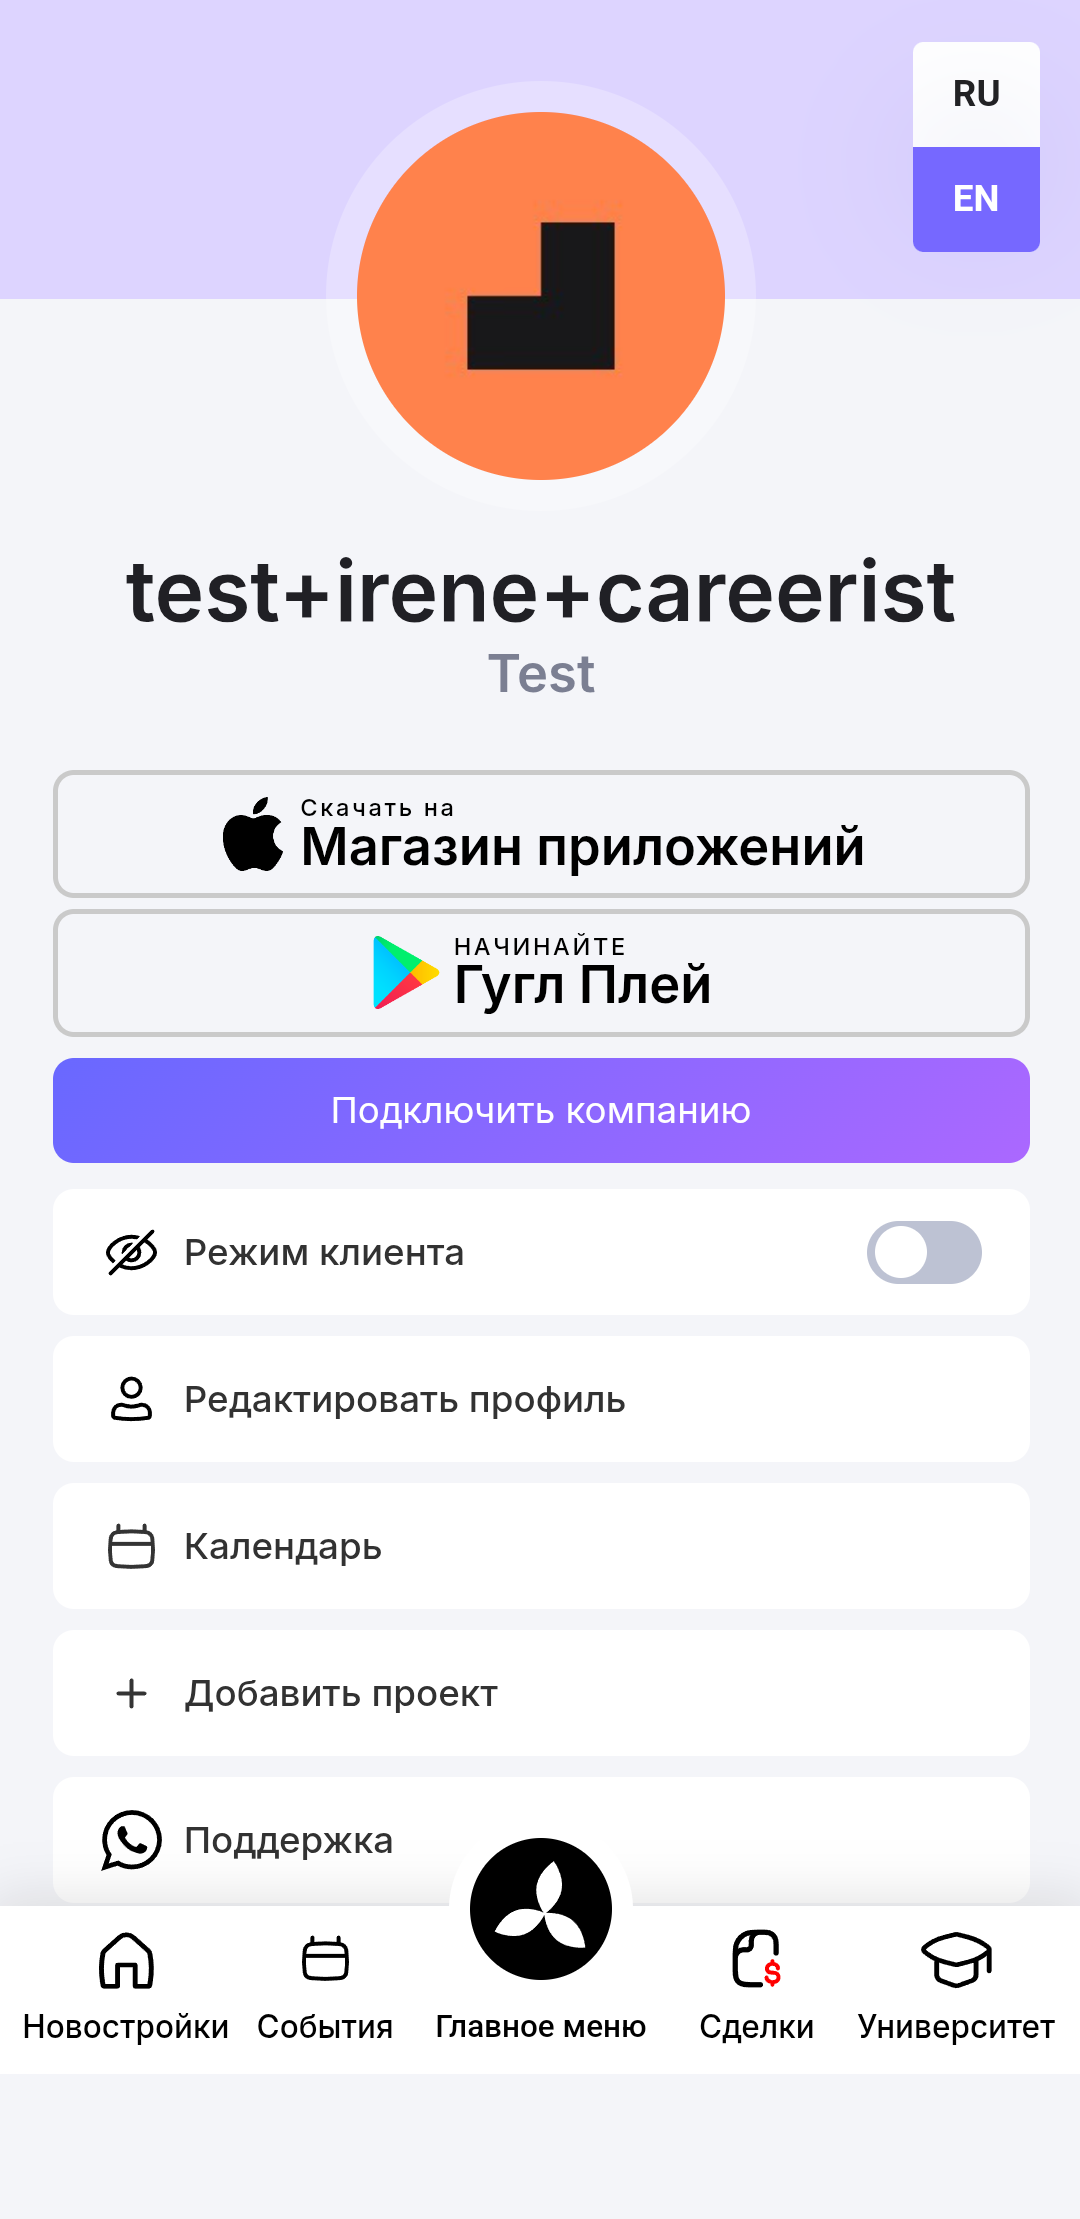 RU
EN
test+irene+careerist
Test
Скачать на
Магазин приложений
НАЧИНАЙТЕ
Гугл Плей
Подключить компанию
Режим клиента
Редактировать профиль
Календарь
Добавить проект
Поддержка
Новостройки
События
Главное меню
Сделки
Университет